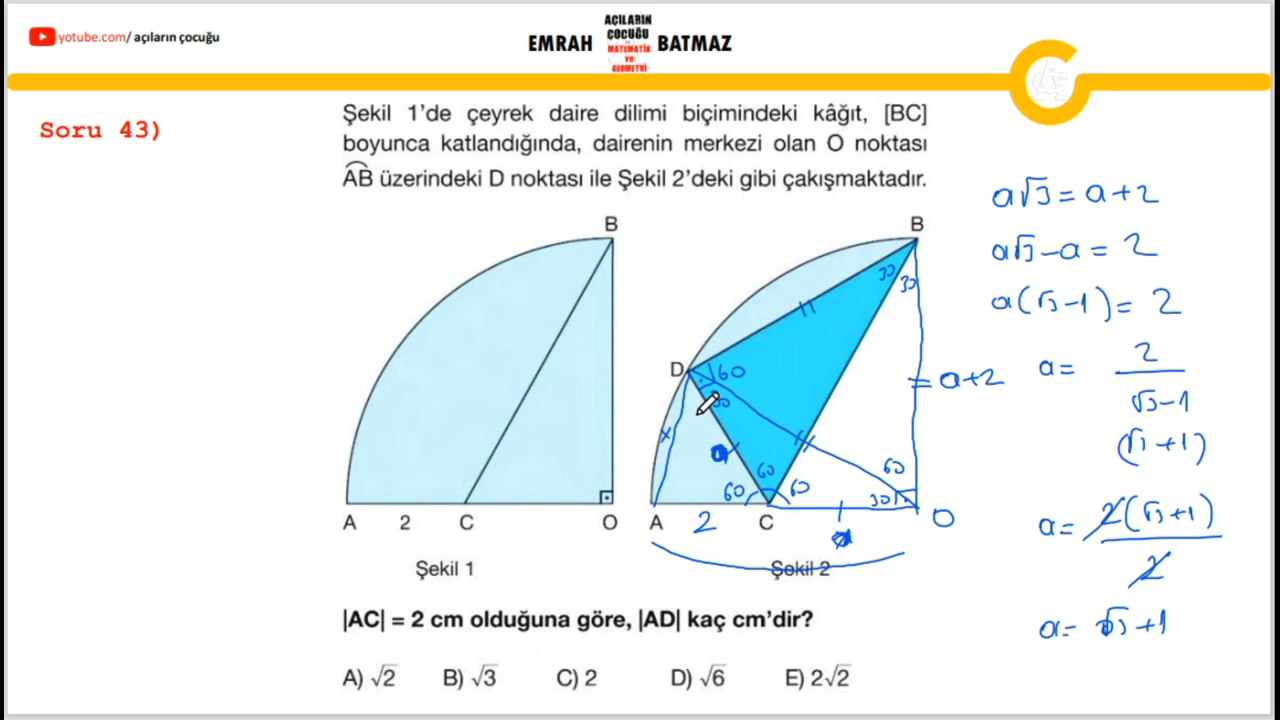 yotube.com/ açıların çocuğu
EMRAH AÇILARIN ÇOCUĞU MATEMATİK ve GEOMETRİ BATMAZ
Soru 43)
Şekil 1'de çeyrek daire dilimi biçimindeki kâğıt, [BC]
boyunca katlandığında, dairenin merkezi olan O noktası
AB üzerindeki D noktası ile Şekil 2'deki gibi çakışmaktadır.
B
A 2 C O
Şekil 1
B
30 30
D 60
= a+2
60
60
60 60 30
A 2 C O
a
Şekil 2
a√3 = a+2
a√3-a = 2
a(√3-1) = 2
a= 2
√3-1
(√3+1)
a= 2(√3+1)
2
a= √3+1
|AC| = 2 cm olduğuna göre, |AD| kaç cm'dir?
A) √2 B) √3 C) 2 D) √6 E) 2√2